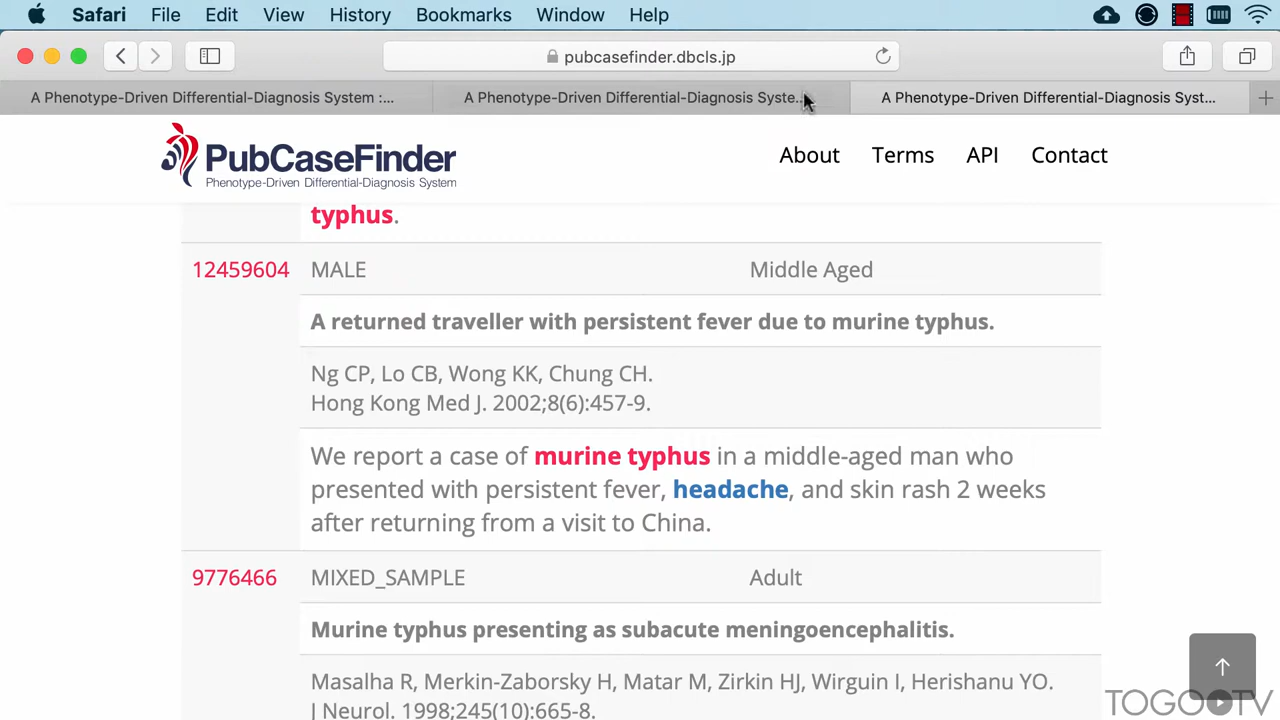 Safari File Edit View History Bookmarks Window Help
pubcasefinder.dbcls.jp
A Phenotype-Driven Differential-Diagnosis System :...
A Phenotype-Driven Differential-Diagnosis Syste...
A Phenotype-Driven Differential-Diagnosis Syst...
PubCaseFinder
Phenotype-Driven Differential-Diagnosis System
About Terms API Contact
typhus.
12459604 MALE Middle Aged
A returned traveller with persistent fever due to murine typhus.
Ng CP, Lo CB, Wong KK, Chung CH.
Hong Kong Med J. 2002;8(6):457-9.
We report a case of murine typhus in a middle-aged man who
presented with persistent fever, headache, and skin rash 2 weeks
after returning from a visit to China.
9776466 MIXED_SAMPLE Adult
Murine typhus presenting as subacute meningoencephalitis.
Masalha R, Merkin-Zaborsky H, Matar M, Zirkin HJ, Wirguin I, Herishanu YO.
J Neurol. 1998;245(10):665-8.
TOGOTV